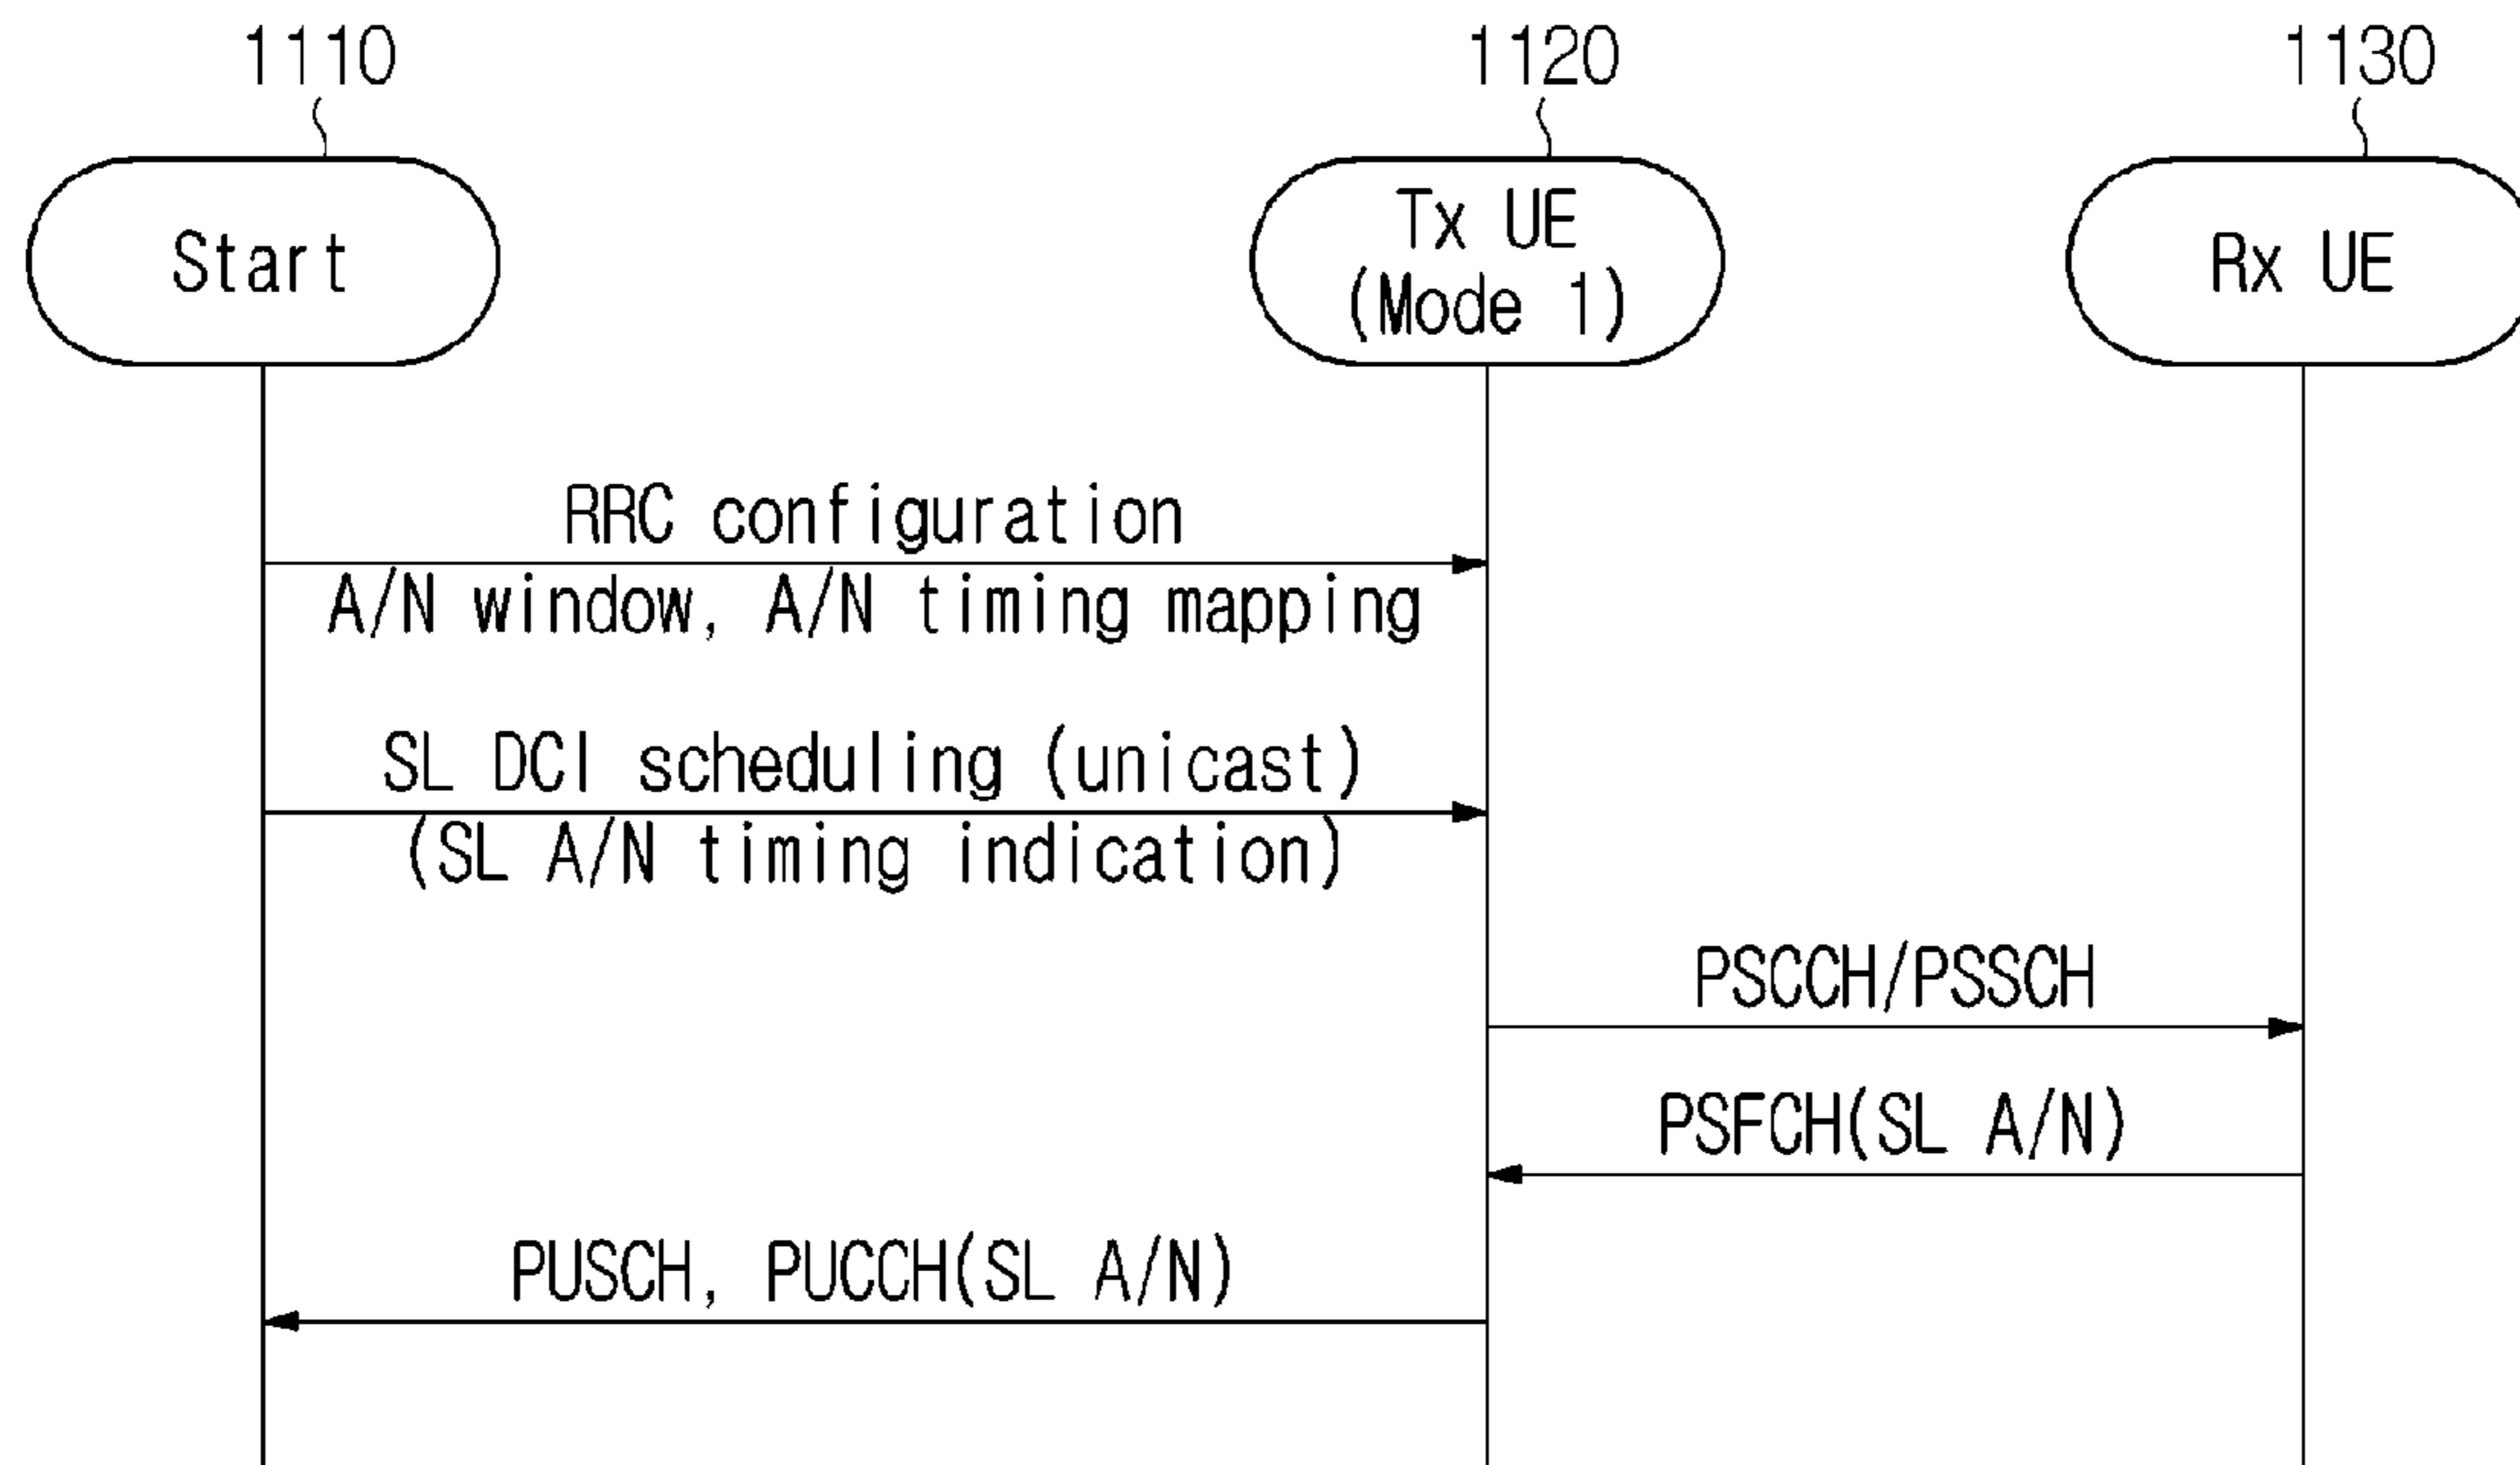 1110
1120
1130
Start
Tx UE
(Mode 1)
Rx UE
RRC configuration
A/N window, A/N timing mapping
SL DCI scheduling (unicast)
(SL A/N timing indication)
PSCCH/PSSCH
PSFCH(SL A/N)
PUSCH, PUCCH(SL A/N)